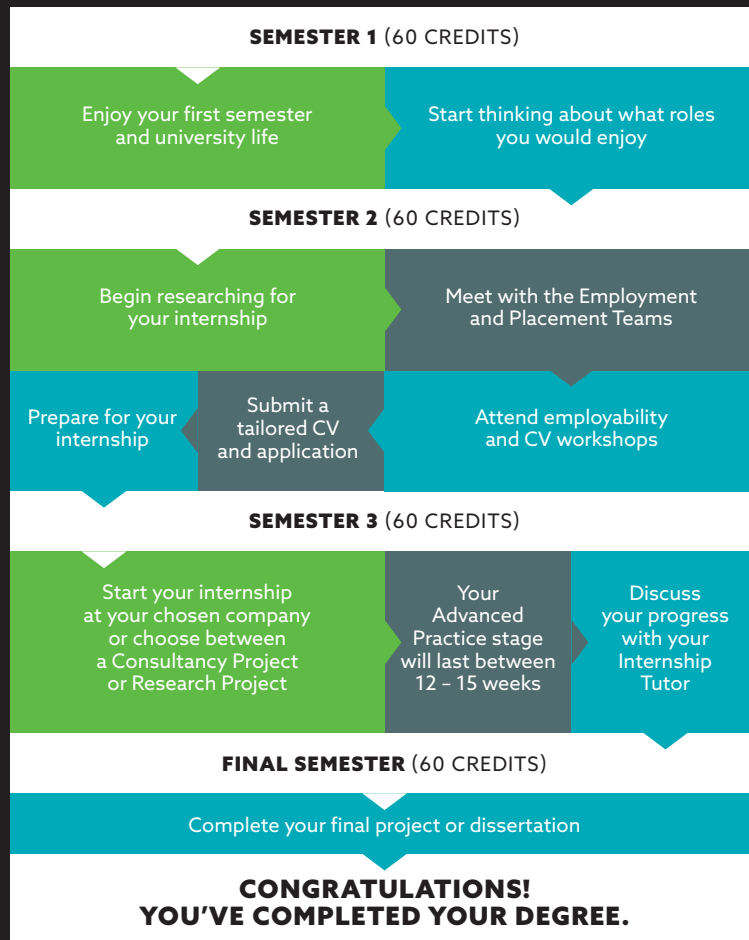 SEMESTER 1 (60 CREDITS)
Enjoy your first semester
and university life
Start thinking about what roles
you would enjoy
SEMESTER 2 (60 CREDITS)
Begin researching for
your internship
Meet with the Employment
and Placement Teams
Attend employability
and CV workshops
Submit a
tailored CV
and application
Prepare for your
internship
SEMESTER 3 (60 CREDITS)
Start your internship
at your chosen company
or choose between
a Consultancy Project
or Research Project
Your
Advanced
Practice stage
will last between
12 – 15 weeks
Discuss
your progress
with your
Internship
Tutor
FINAL SEMESTER (60 CREDITS)
Complete your final project or dissertation
CONGRATULATIONS!
YOU'VE COMPLETED YOUR DEGREE.